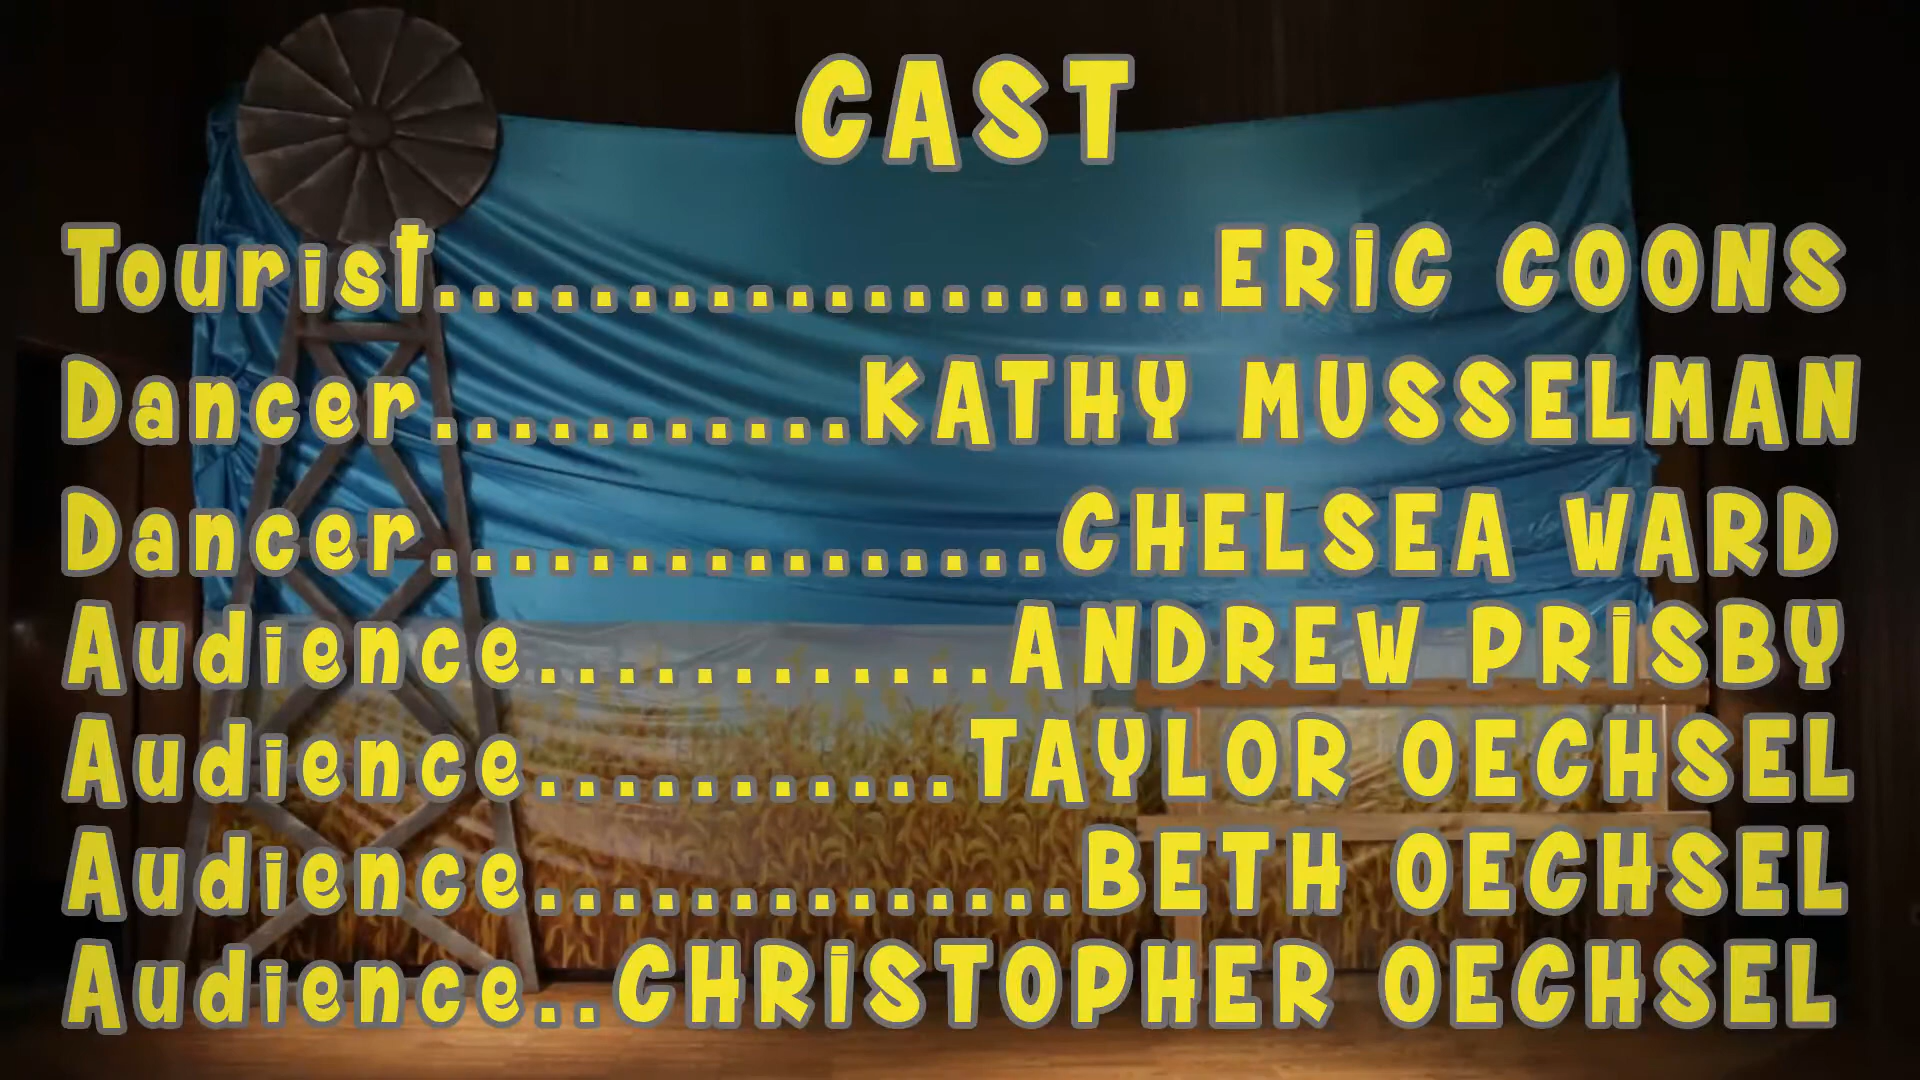 CAST
Tourist....................ERiC COONS
Dancer...........KATHY MUSSELMAN
Dancer................CHELSEA WARD
Audience............ANDREW PRiSBY
Audience...........TAYLOR OECHSEL
Audience..............BETH OECHSEL
Audience..CHRiSTOPHER OECHSEL